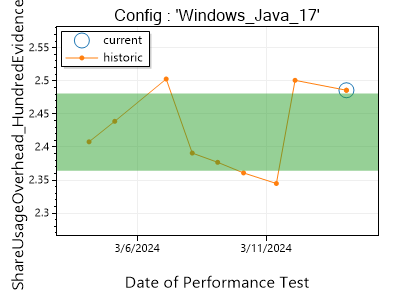 Config : 'Windows_Java_17'
ShareUsageOverhead_HundredEvidence
current
historic
2.55
2.5
2.45
2.4
2.35
2.3
3/6/2024
3/11/2024
Date of Performance Test